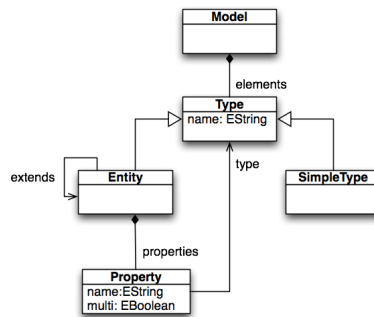 Model
elements
Type
name: EString
type
extends
Entity
SimpleType
properties
Property
name:EString
multi: EBoolean